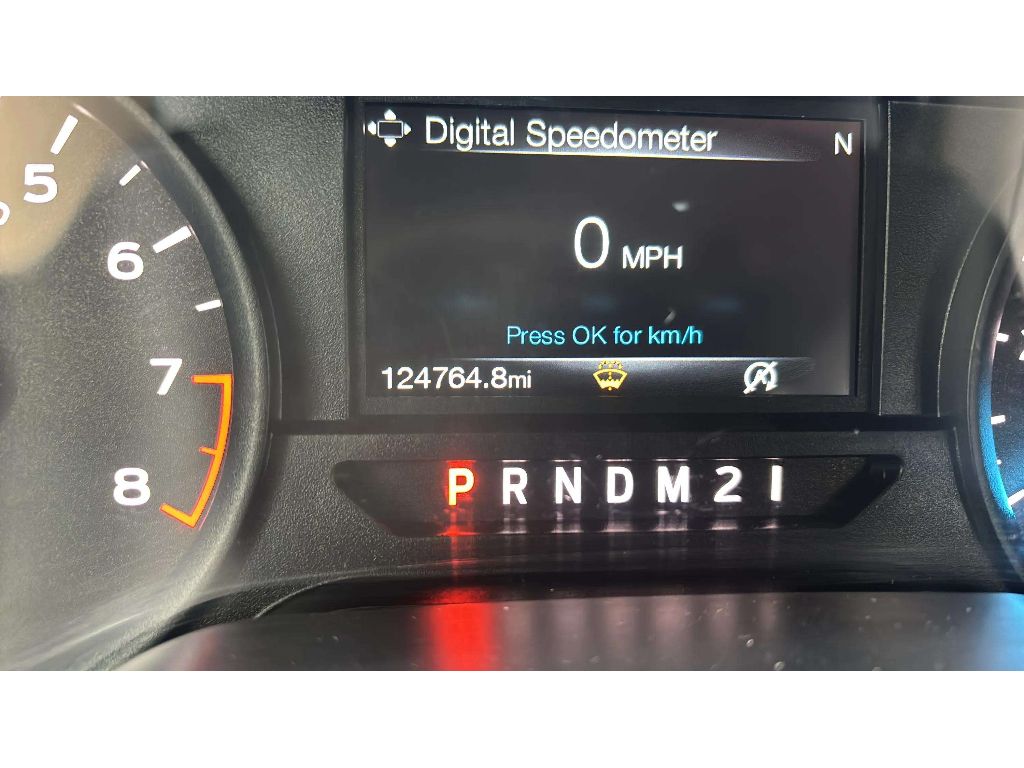 Digital Speedometer N
0 MPH
Press OK for km/h
124764.8mi
5
6
7
8
P R N D M 2 1